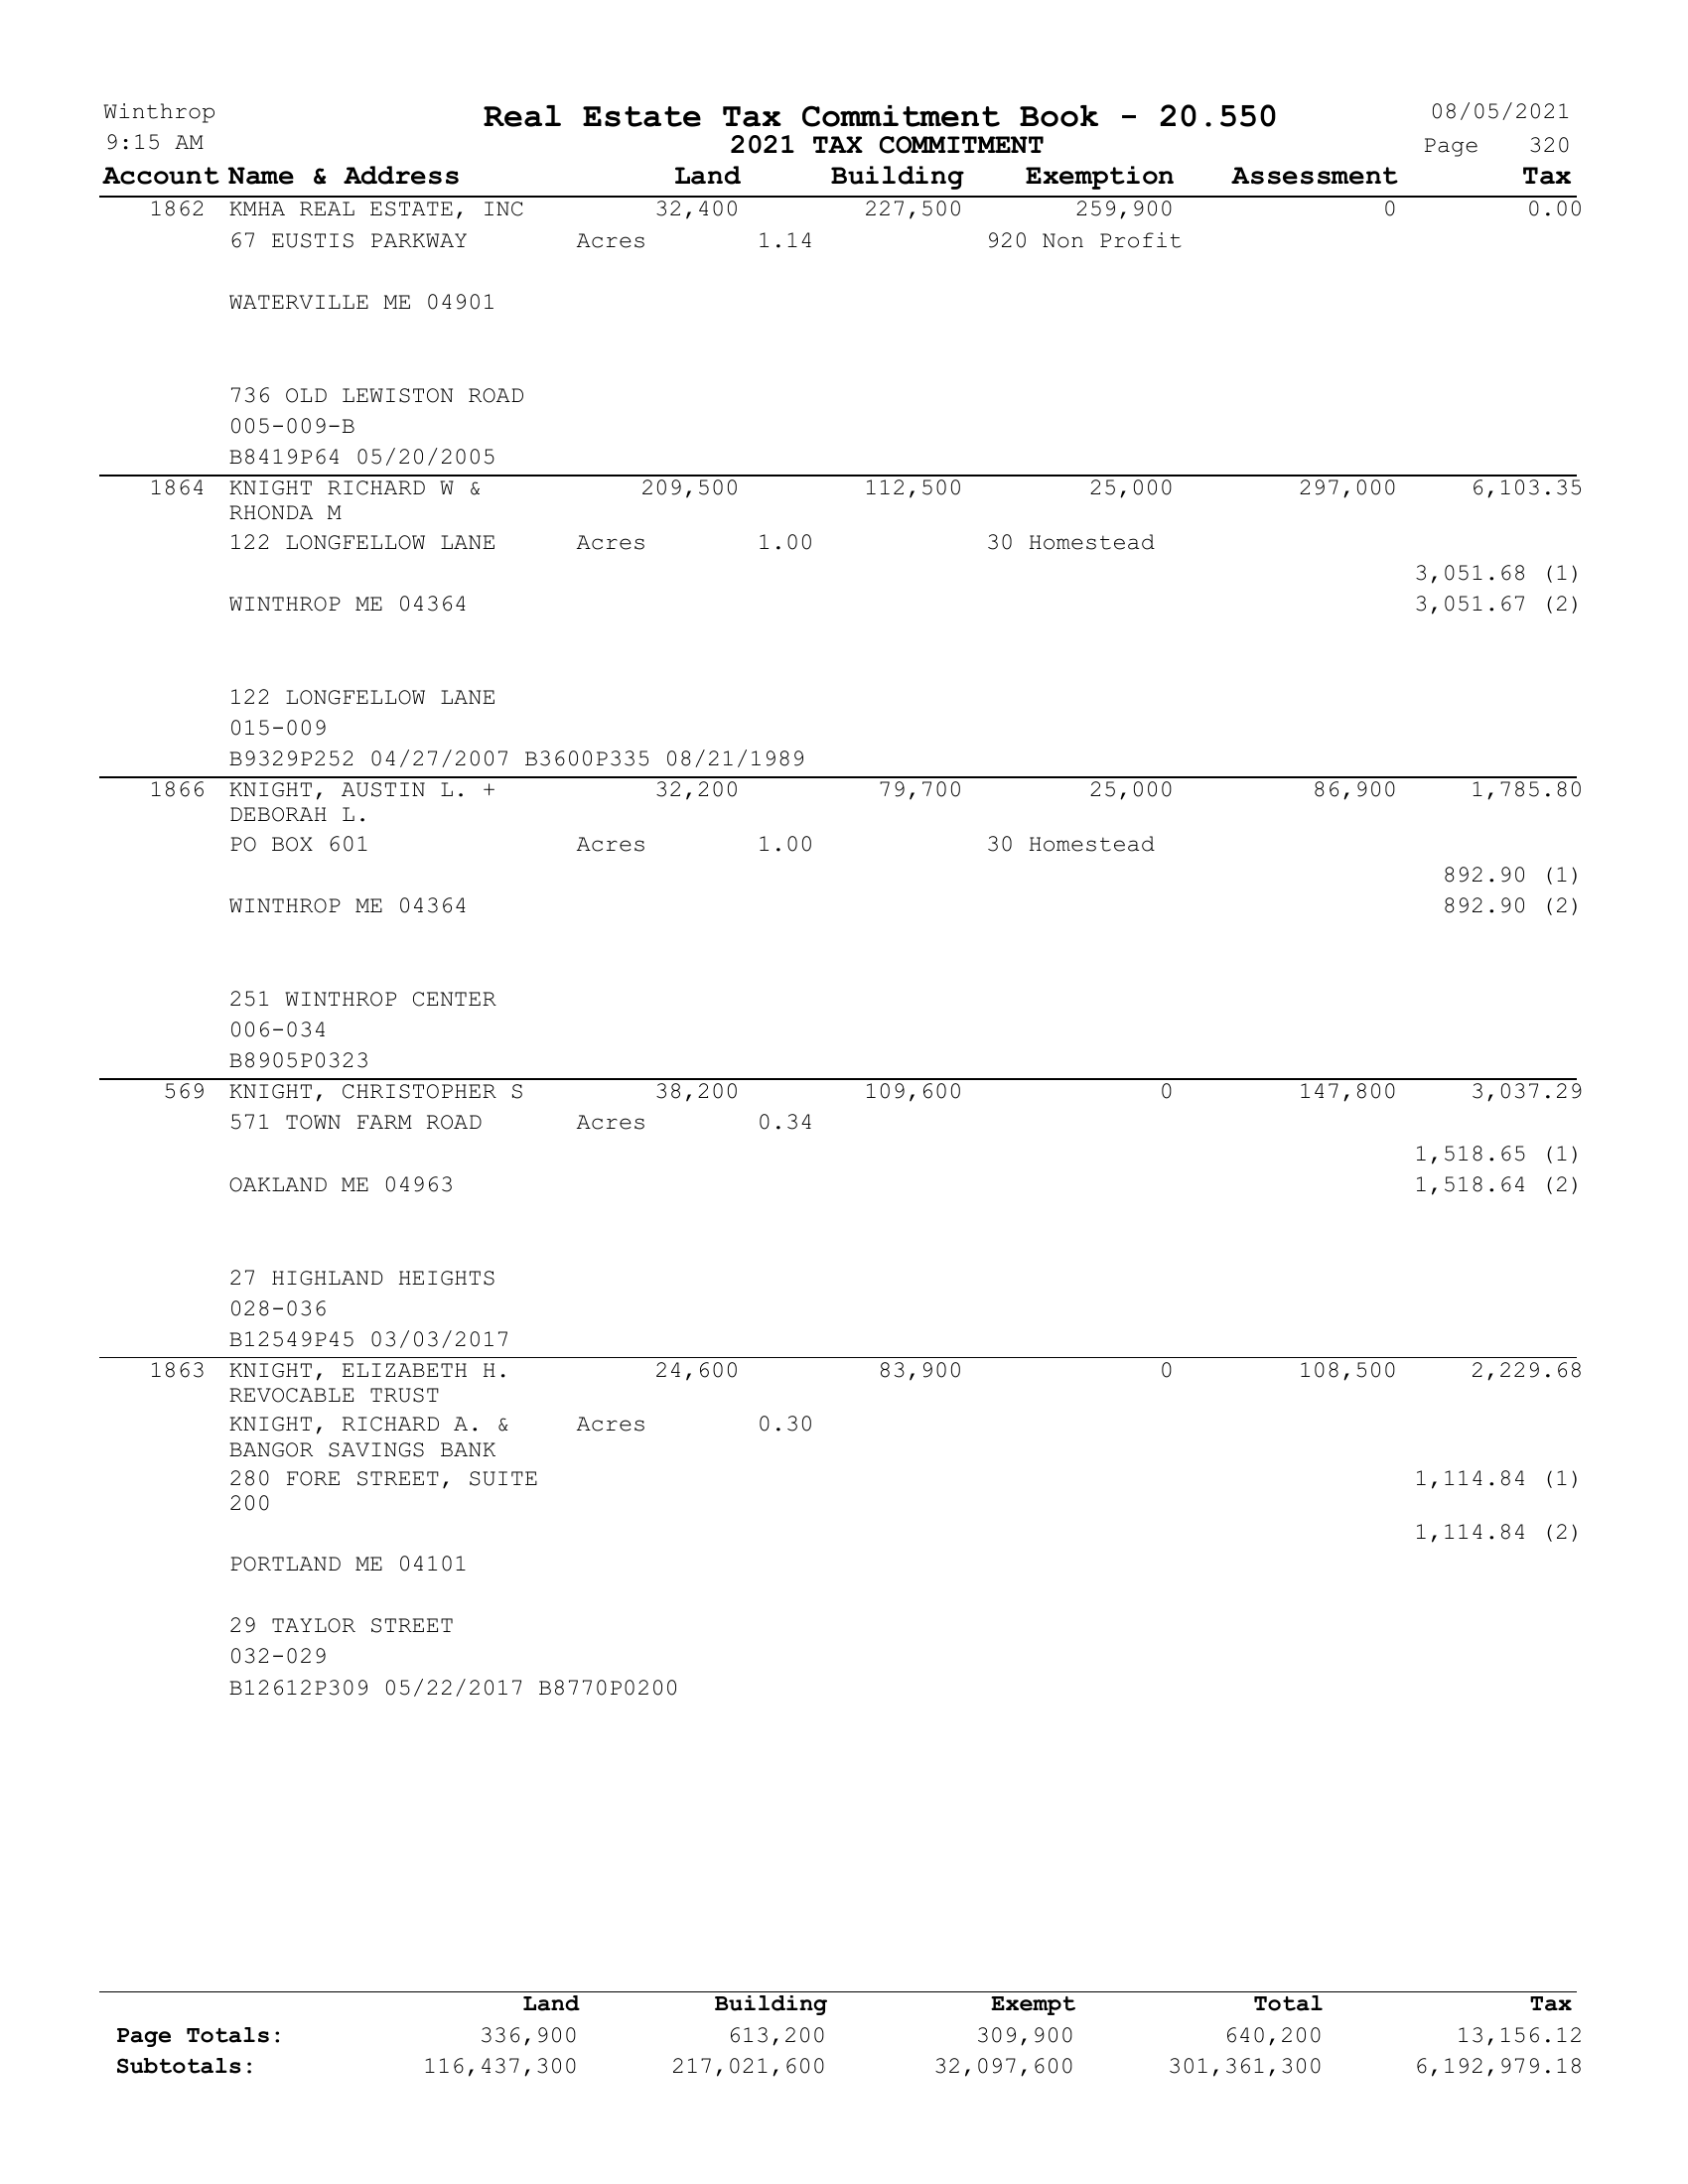 Winthrop Real Estate Tax Commitment Book - 20.550 08/05/2021
9:15 AM 2021 TAX COMMITMENT Page 320
Account Name & Address Land Building Exemption Assessment Tax
1862 KMHA REAL ESTATE, INC 32,400 227,500 259,900 0 0.00
67 EUSTIS PARKWAY Acres 1.14 920 Non Profit
WATERVILLE ME 04901
736 OLD LEWISTON ROAD
005-009-B
B8419P64 05/20/2005
1864 KNIGHT RICHARD W & 209,500 112,500 25,000 297,000 6,103.35
RHONDA M
122 LONGFELLOW LANE Acres 1.00 30 Homestead
3,051.68 (1)
WINTHROP ME 04364 3,051.67 (2)
122 LONGFELLOW LANE
015-009
B9329P252 04/27/2007 B3600P335 08/21/1989
1866 KNIGHT, AUSTIN L. + 32,200 79,700 25,000 86,900 1,785.80
DEBORAH L.
PO BOX 601 Acres 1.00 30 Homestead
892.90 (1)
WINTHROP ME 04364 892.90 (2)
251 WINTHROP CENTER
006-034
B8905P0323
569 KNIGHT, CHRISTOPHER S 38,200 109,600 0 147,800 3,037.29
571 TOWN FARM ROAD Acres 0.34
1,518.65 (1)
OAKLAND ME 04963 1,518.64 (2)
27 HIGHLAND HEIGHTS
028-036
B12549P45 03/03/2017
1863 KNIGHT, ELIZABETH H. 24,600 83,900 0 108,500 2,229.68
REVOCABLE TRUST
KNIGHT, RICHARD A. & Acres 0.30
BANGOR SAVINGS BANK
280 FORE STREET, SUITE 1,114.84 (1)
200
1,114.84 (2)
PORTLAND ME 04101
29 TAYLOR STREET
032-029
B12612P309 05/22/2017 B8770P0200
Land Building Exempt Total Tax
Page Totals: 336,900 613,200 309,900 640,200 13,156.12
Subtotals: 116,437,300 217,021,600 32,097,600 301,361,300 6,192,979.18